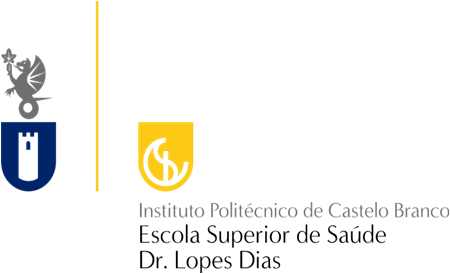 Instituto Politécnico de Castelo Branco
Escola Superior de Saúde
Dr. Lopes Dias